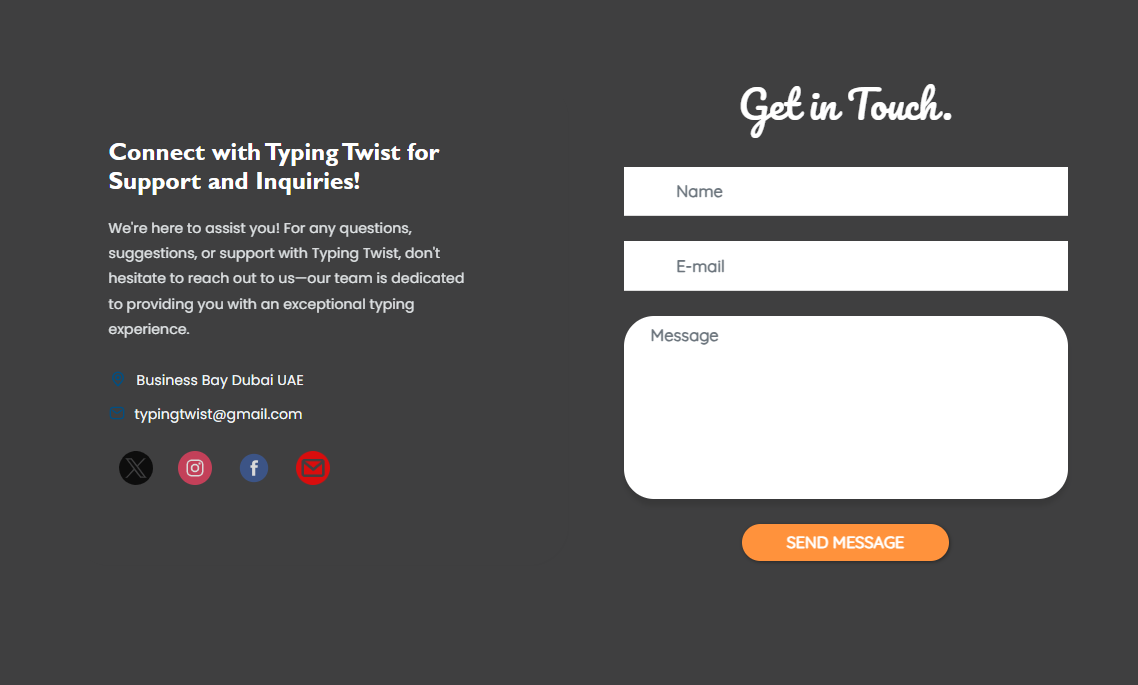 Connect with Typing Twist for
Support and Inquiries!
We're here to assist you! For any questions,
suggestions, or support with Typing Twist, don't
hesitate to reach out to us—our team is dedicated
to providing you with an exceptional typing
experience.
Business Bay Dubai UAE
typingtwist@gmail.com
Get in Touch.
Name
E-mail
Message
SEND MESSAGE